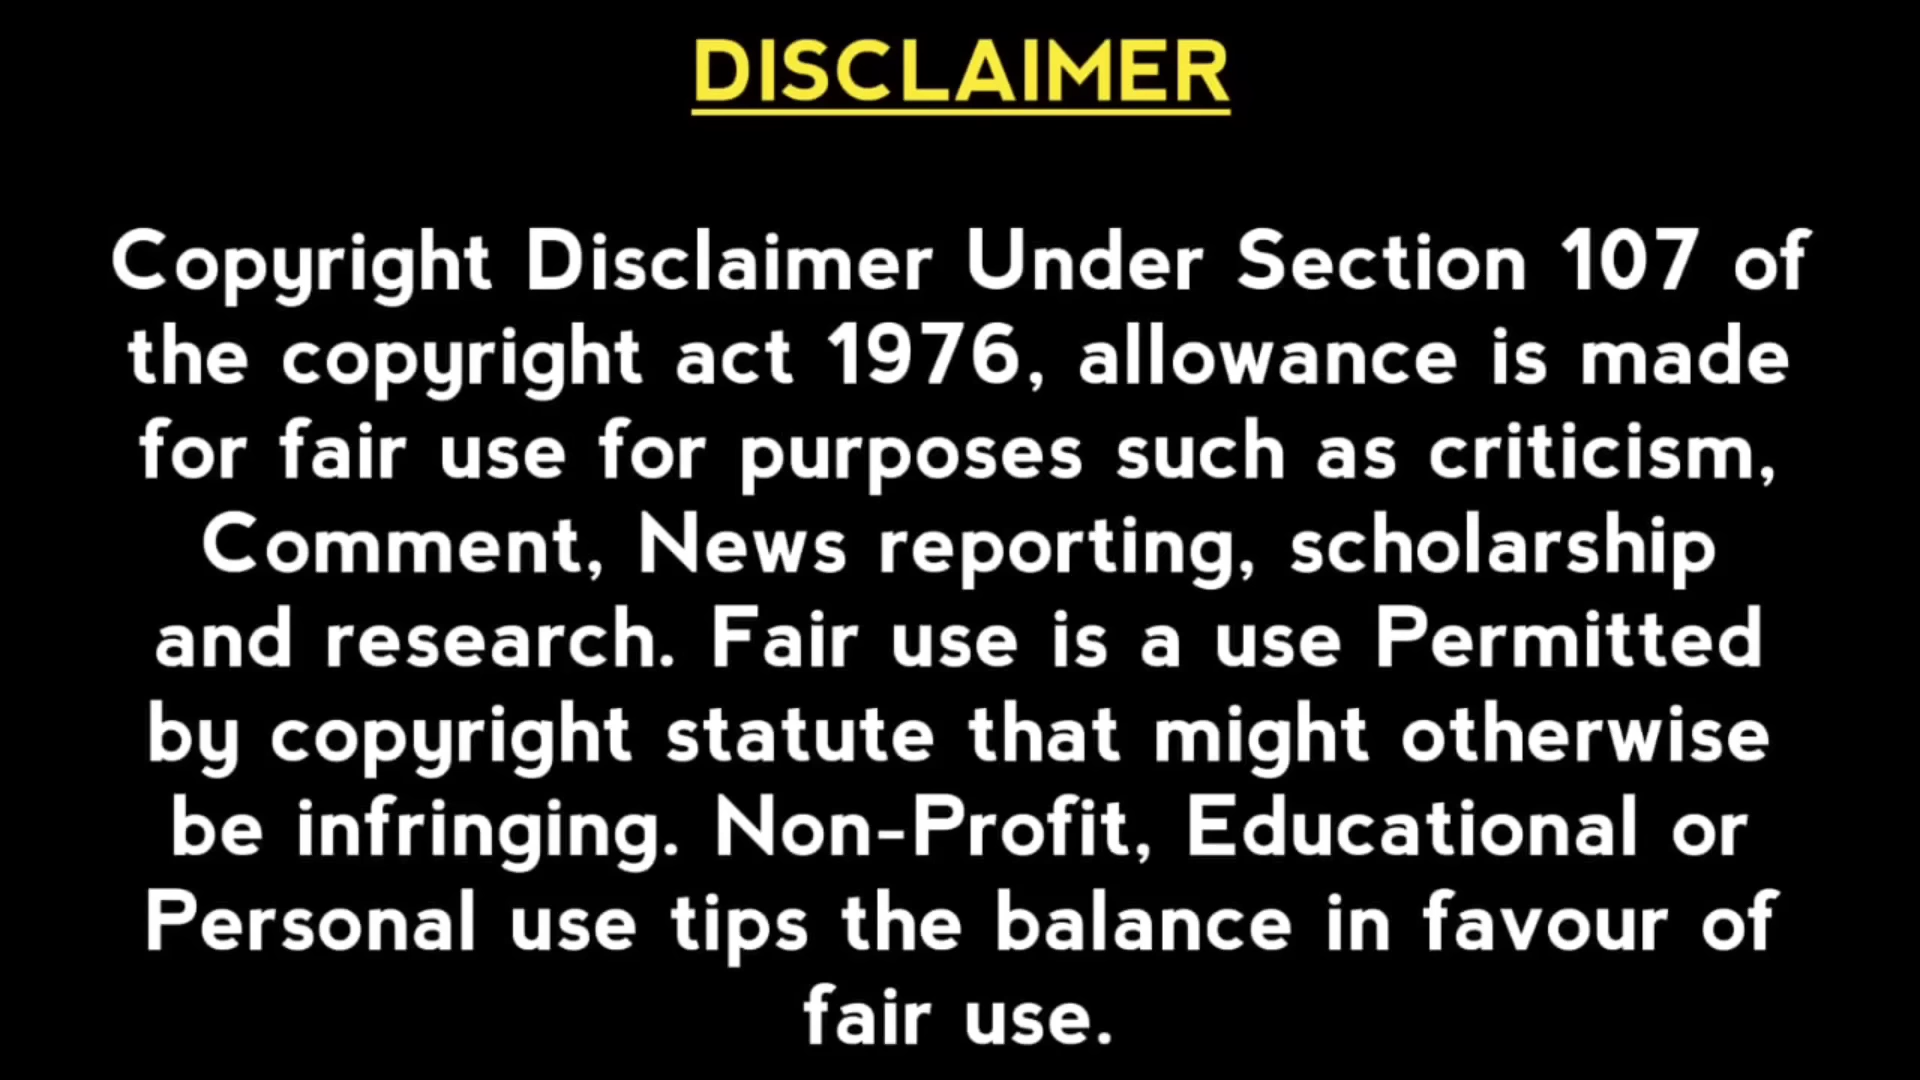 DISCLAIMER
Copyright Disclaimer Under Section 107 of
the copyright act 1976, allowance is made
for fair use for purposes such as criticism,
Comment, News reporting, scholarship
and research. Fair use is a use Permitted
by copyright statute that might otherwise
be infringing. Non-Profit, Educational or
Personal use tips the balance in favour of
fair use.